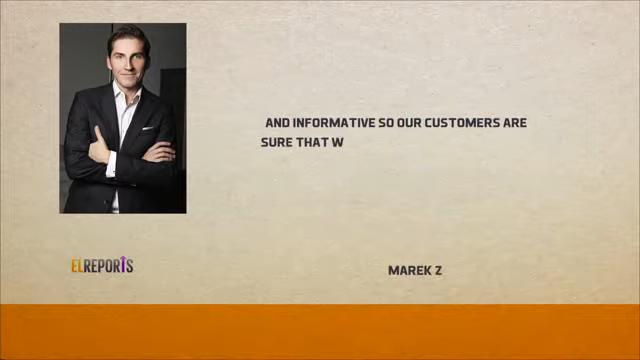 AND INFORMATIVE SO OUR CUSTOMERS ARE
SURE THAT W
ELREPORTS
MAREK Z